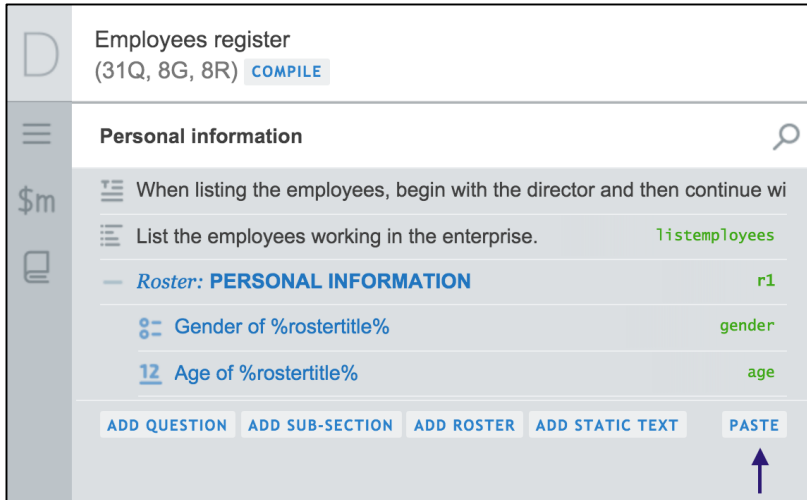 D
Employees register
(31Q, 8G, 8R) COMPILE
Personal information
$m
When listing the employees, begin with the director and then continue wi
List the employees working in the enterprise. listemployees
Roster: PERSONAL INFORMATION r1
Gender of %rostertitle% gender
12 Age of %rostertitle% age
ADD QUESTION ADD SUB-SECTION ADD ROSTER ADD STATIC TEXT PASTE